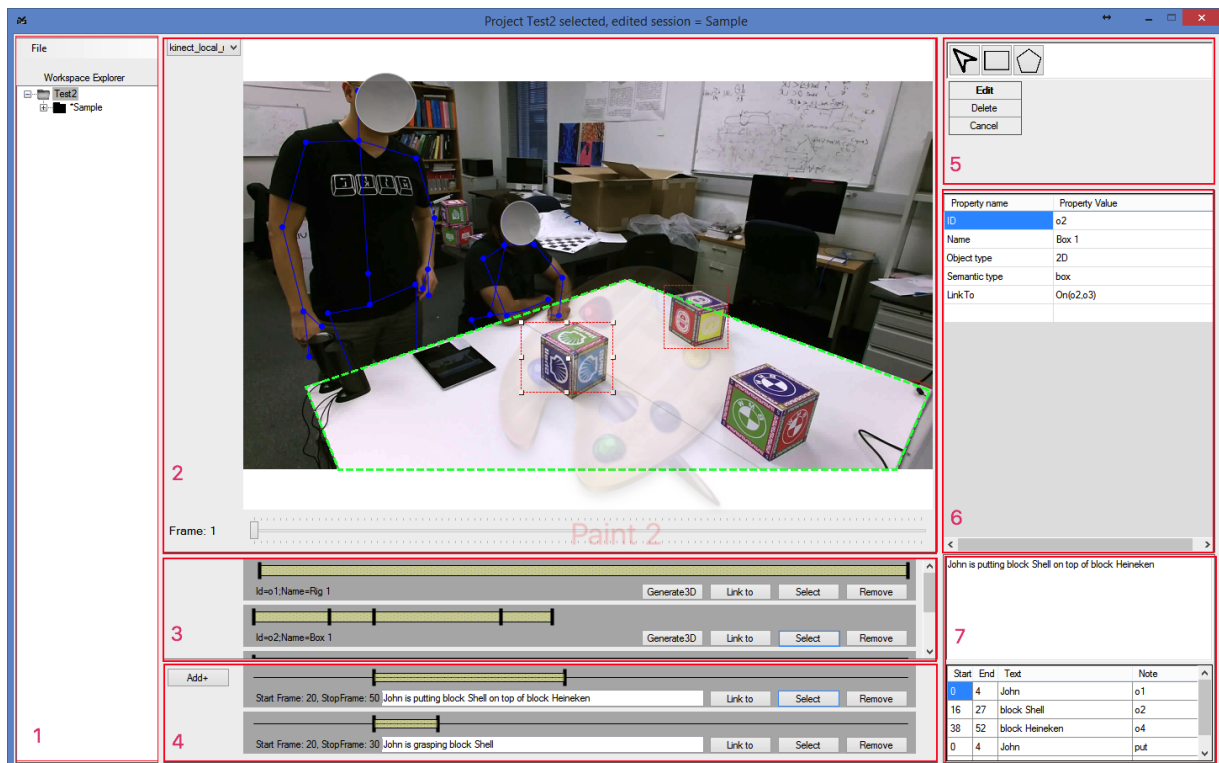 Project Test2 selected, edited session = Sample
File
Workspace Explorer
Test2
*Sample
1
kinect_local_
2
Frame: 1
Paint 2
Id=o1;Name=Rig 1
Generate3D Link to Select Remove
3
Id=o2;Name=Box 1
Generate3D Link to Select Remove
Add+
Start Frame: 20, StopFrame: 50 John is putting block Shell on top of block Heineken
Link to Select Remove
4
Start Frame: 20, StopFrame: 30 John is grasping block Shell
Link to Select Remove
Edit
Delete
Cancel
5
Property name Property Value
ID o2
Name Box 1
Object type 2D
Semantic type box
LinkTo On(o2,o3)
6
John is putting block Shell on top of block Heineken
7
Start End Text Note
0 4 John o1
16 27 block Shell o2
38 52 block Heineken o4
0 4 John put